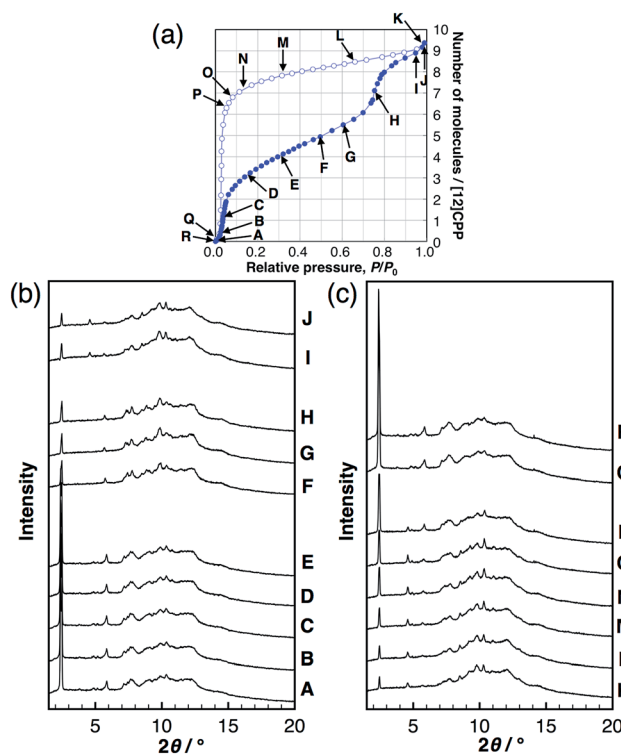 (a)
K
L
M
N
O
P
J
I
H
G
F
E
D
C
B
A
Q
R
10
9
8
7
6
5
4
3
2
1
0
Number of molecules / [12]CPP
0.0 0.2 0.4 0.6 0.8 1.0
Relative pressure, P/P0
(b)
Intensity
J
I
H
G
F
E
D
C
B
A
5 10 15 20
2θ / °
(c)
Intensity
5 10 15 20
2θ / °